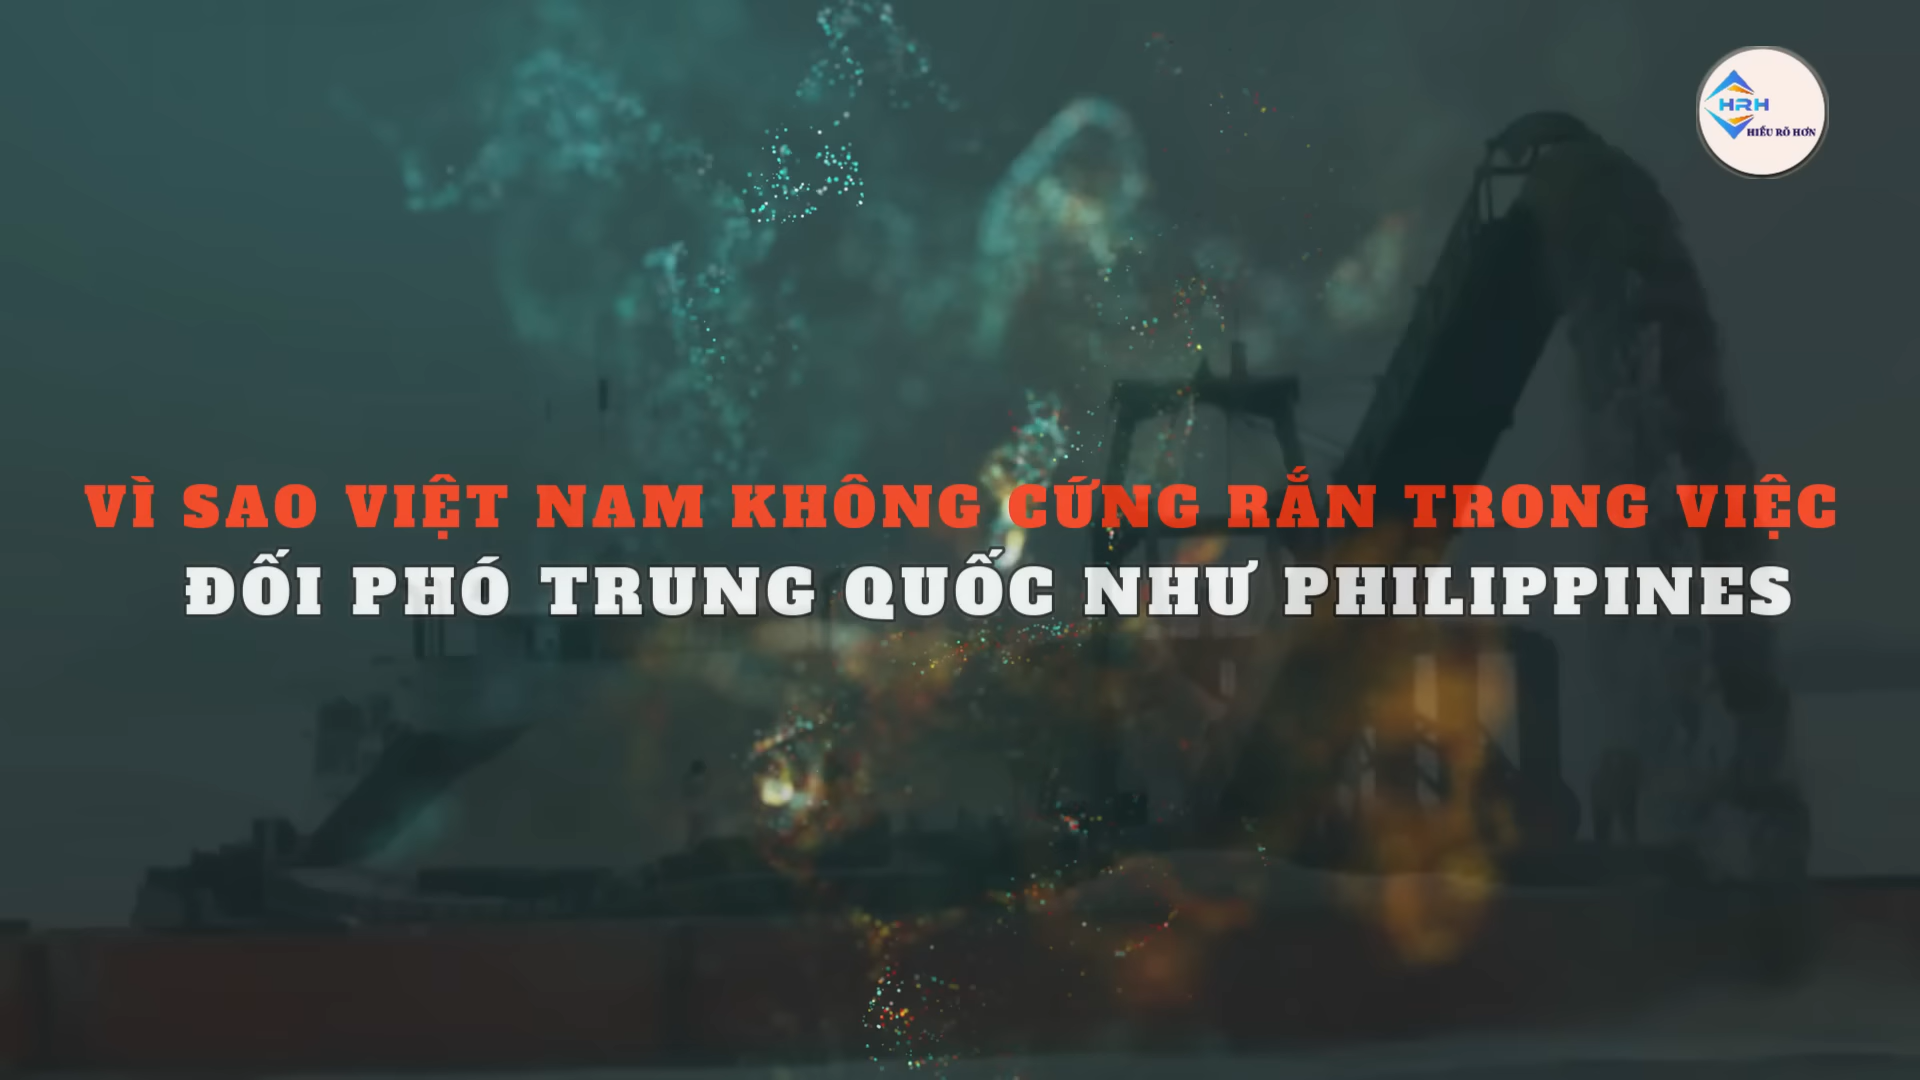 HRH
HIỂU RÕ HƠN
VÌ SAO VIỆT NAM KHÔNG CỨNG RẮN TRONG VIỆC
ĐỐI PHÓ TRUNG QUỐC NHƯ PHILIPPINES